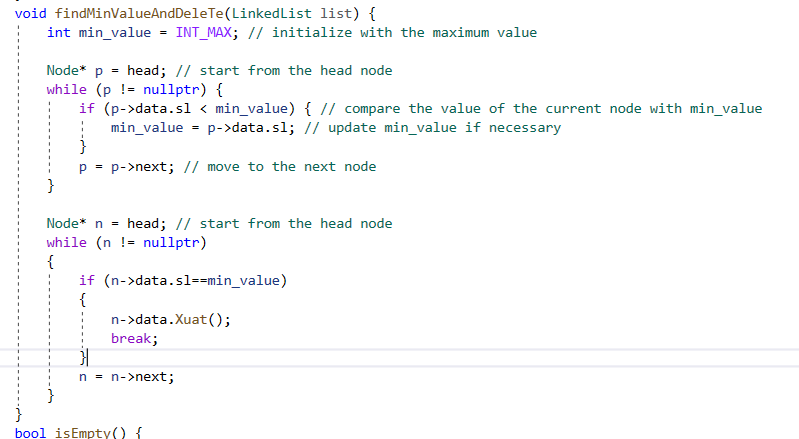 void findMinValueAndDeleTe(LinkedList list) {
int min_value = INT_MAX; // initialize with the maximum value
Node* p = head; // start from the head node
while (p != nullptr) {
if (p->data.sl < min_value) { // compare the value of the current node with min_value
min_value = p->data.sl; // update min_value if necessary
}
p = p->next; // move to the next node
}
Node* n = head; // start from the head node
while (n != nullptr)
{
if (n->data.sl==min_value)
{
n->data.Xuat();
break;
}
n = n->next;
}
}
bool isEmpty() {